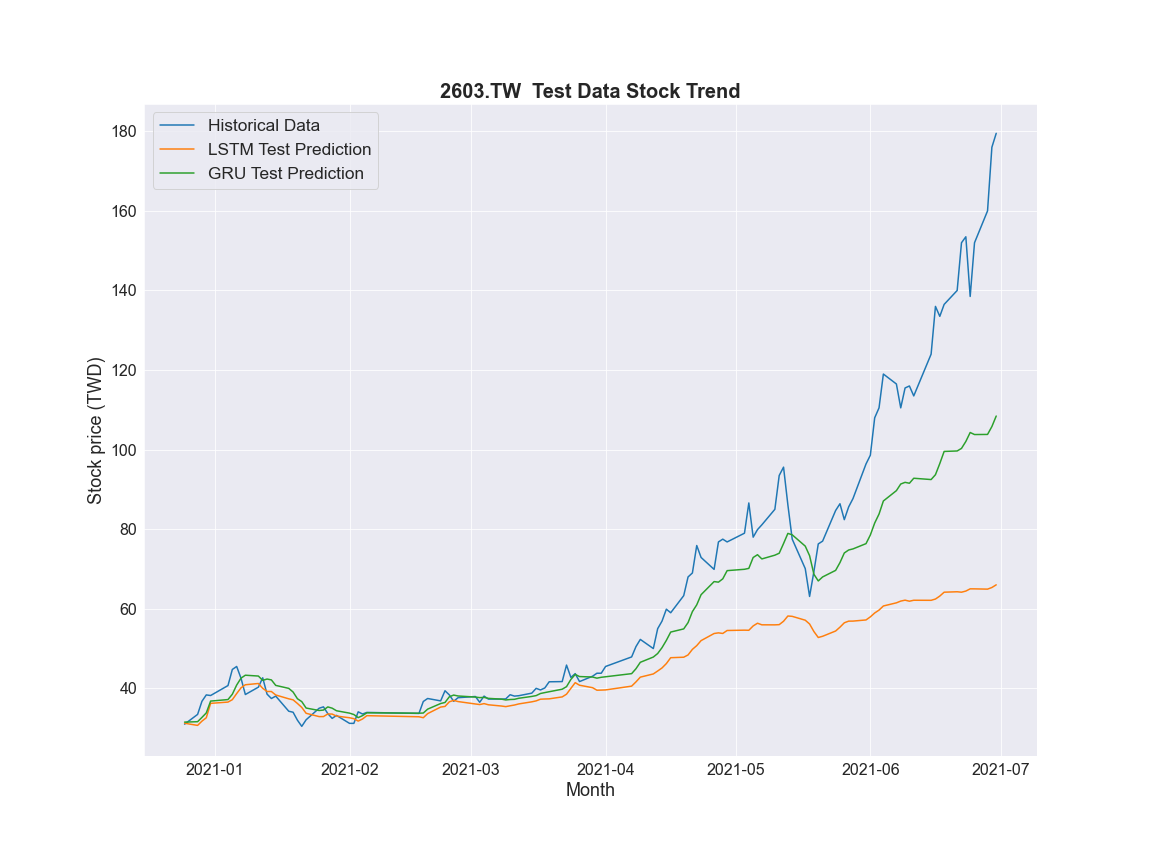 2603.TW  Test Data Stock Trend
Historical Data
LSTM Test Prediction
GRU Test Prediction
180
160
140
120
100
80
60
40
Stock price (TWD)
2021-01
2021-02
2021-03
2021-04
2021-05
2021-06
2021-07
Month